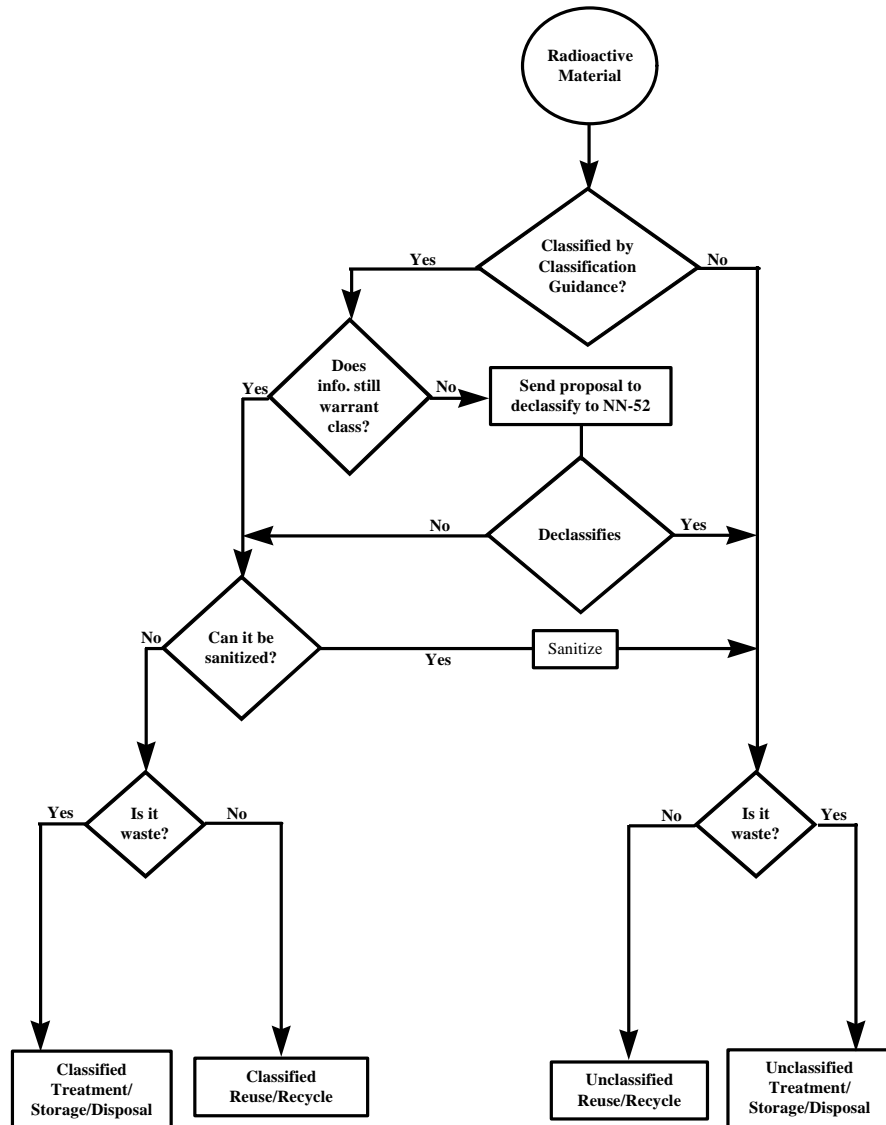 Radioactive
Material
Classified by
Classification
Guidance?
Yes
No
Does
info. still
warrant
class?
Yes
No
Send proposal to
declassify to NN-52
No
Declassifies
Yes
No
Can it be
sanitized?
Yes
Sanitize
Yes
Is it
waste?
No
No
Is it
waste?
Yes
Classified
Treatment/
Storage/Disposal
Classified
Reuse/Recycle
Unclassified
Reuse/Recycle
Unclassified
Treatment/
Storage/Disposal